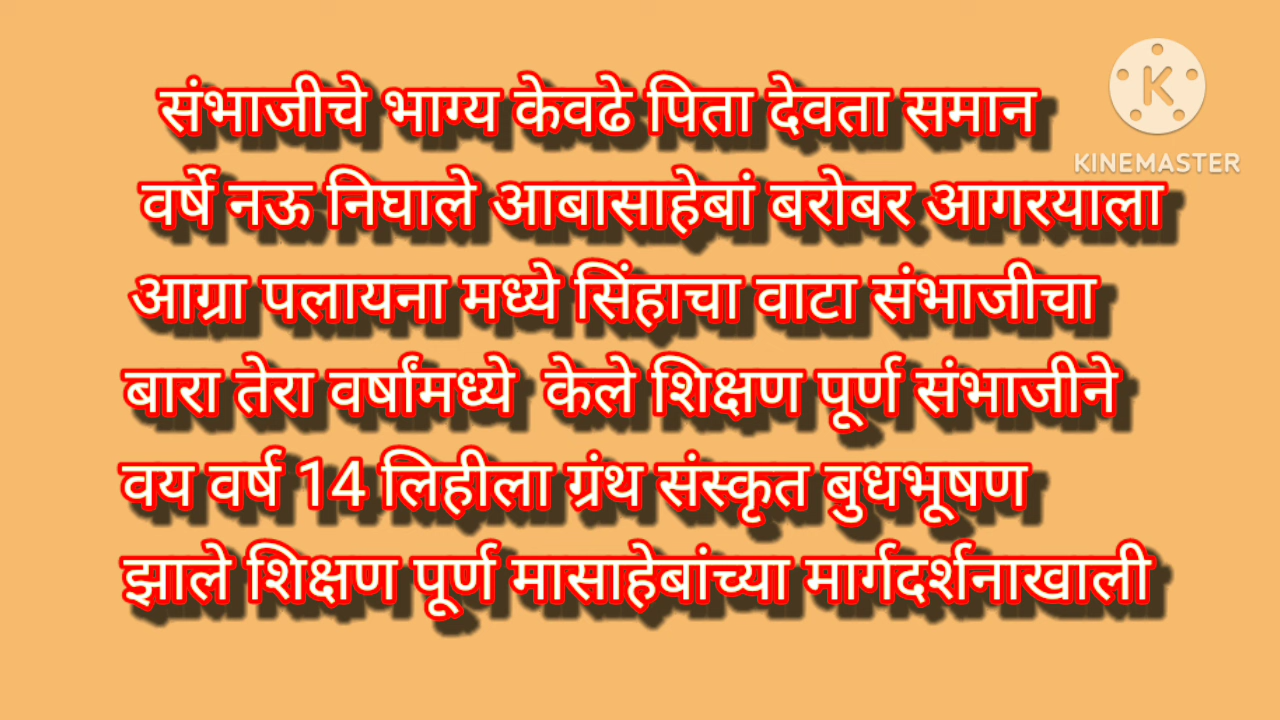 संभाजीचे भाग्य केवढे पिता देवता समान
KINEMASTER
वर्षे नऊ निघाले आबासाहेबां बरोबर आगरयाला
आग्रा पलायना मध्ये सिंहाचा वाटा संभाजीचा
बारा तेरा वर्षांमध्ये केले शिक्षण पूर्ण संभाजीने
वय वर्ष 14 लिहीला ग्रंथ संस्कृत बुधभूषण
झाले शिक्षण पूर्ण मासाहेबांच्या मार्गदर्शनाखाली